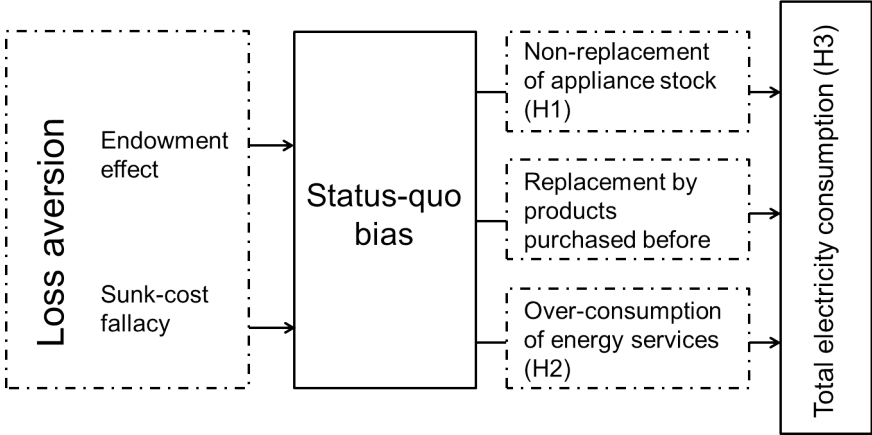 Loss aversion
Endowment
effect
Sunk-cost
fallacy
Status-quo
bias
Non-replacement
of appliance stock
(H1)
Replacement by
products
purchased before
Over-consumption
of energy services
(H2)
Total electricity consumption (H3)